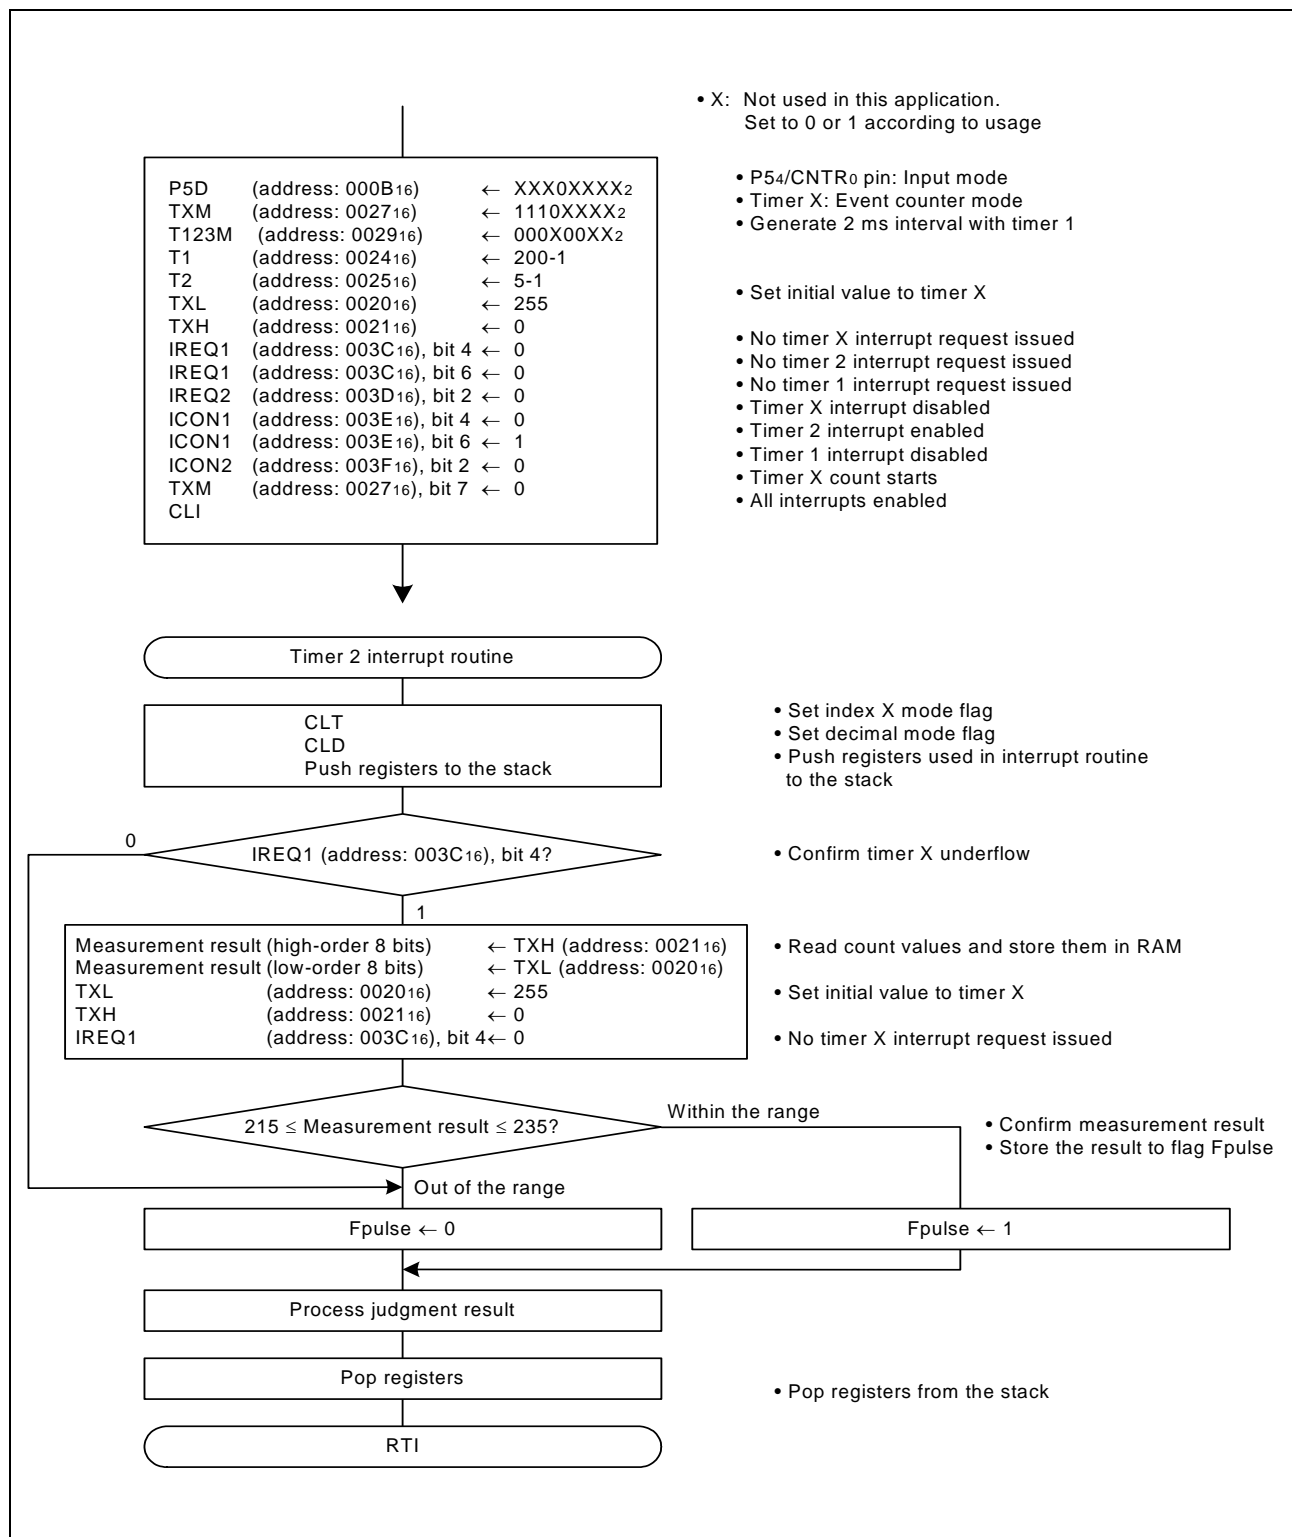 • X: Not used in this application.
Set to 0 or 1 according to usage
P5D (address: 000B16) ← XXX0XXXX2
• P54/CNTR0 pin: Input mode
TXM (address: 002716) ← 1110XXXX2
• Timer X: Event counter mode
T123M (address: 002916) ← 000X00XX2
• Generate 2 ms interval with timer 1
T1 (address: 002416) ← 200-1
T2 (address: 002516) ← 5-1
TXL (address: 002016) ← 255
• Set initial value to timer X
TXH (address: 002116) ← 0
IREQ1 (address: 003C16), bit 4 ← 0
• No timer X interrupt request issued
IREQ1 (address: 003C16), bit 6 ← 0
• No timer 2 interrupt request issued
IREQ2 (address: 003D16), bit 2 ← 0
• No timer 1 interrupt request issued
ICON1 (address: 003E16), bit 4 ← 0
• Timer X interrupt disabled
ICON1 (address: 003E16), bit 6 ← 1
• Timer 2 interrupt enabled
ICON2 (address: 003F16), bit 2 ← 0
• Timer 1 interrupt disabled
TXM (address: 002716), bit 7 ← 0
• Timer X count starts
CLI
• All interrupts enabled
Timer 2 interrupt routine
CLT
• Set index X mode flag
CLD
• Set decimal mode flag
Push registers to the stack
• Push registers used in interrupt routine
to the stack
0
IREQ1 (address: 003C16), bit 4?
• Confirm timer X underflow
1
Measurement result (high-order 8 bits) ← TXH (address: 002116)
• Read count values and store them in RAM
Measurement result (low-order 8 bits) ← TXL (address: 002016)
TXL (address: 002016) ← 255
• Set initial value to timer X
TXH (address: 002116) ← 0
IREQ1 (address: 003C16), bit 4← 0
• No timer X interrupt request issued
Within the range
215 ≤ Measurement result ≤ 235?
• Confirm measurement result
• Store the result to flag Fpulse
Out of the range
Fpulse ← 0
Fpulse ← 1
Process judgment result
Pop registers
• Pop registers from the stack
RTI